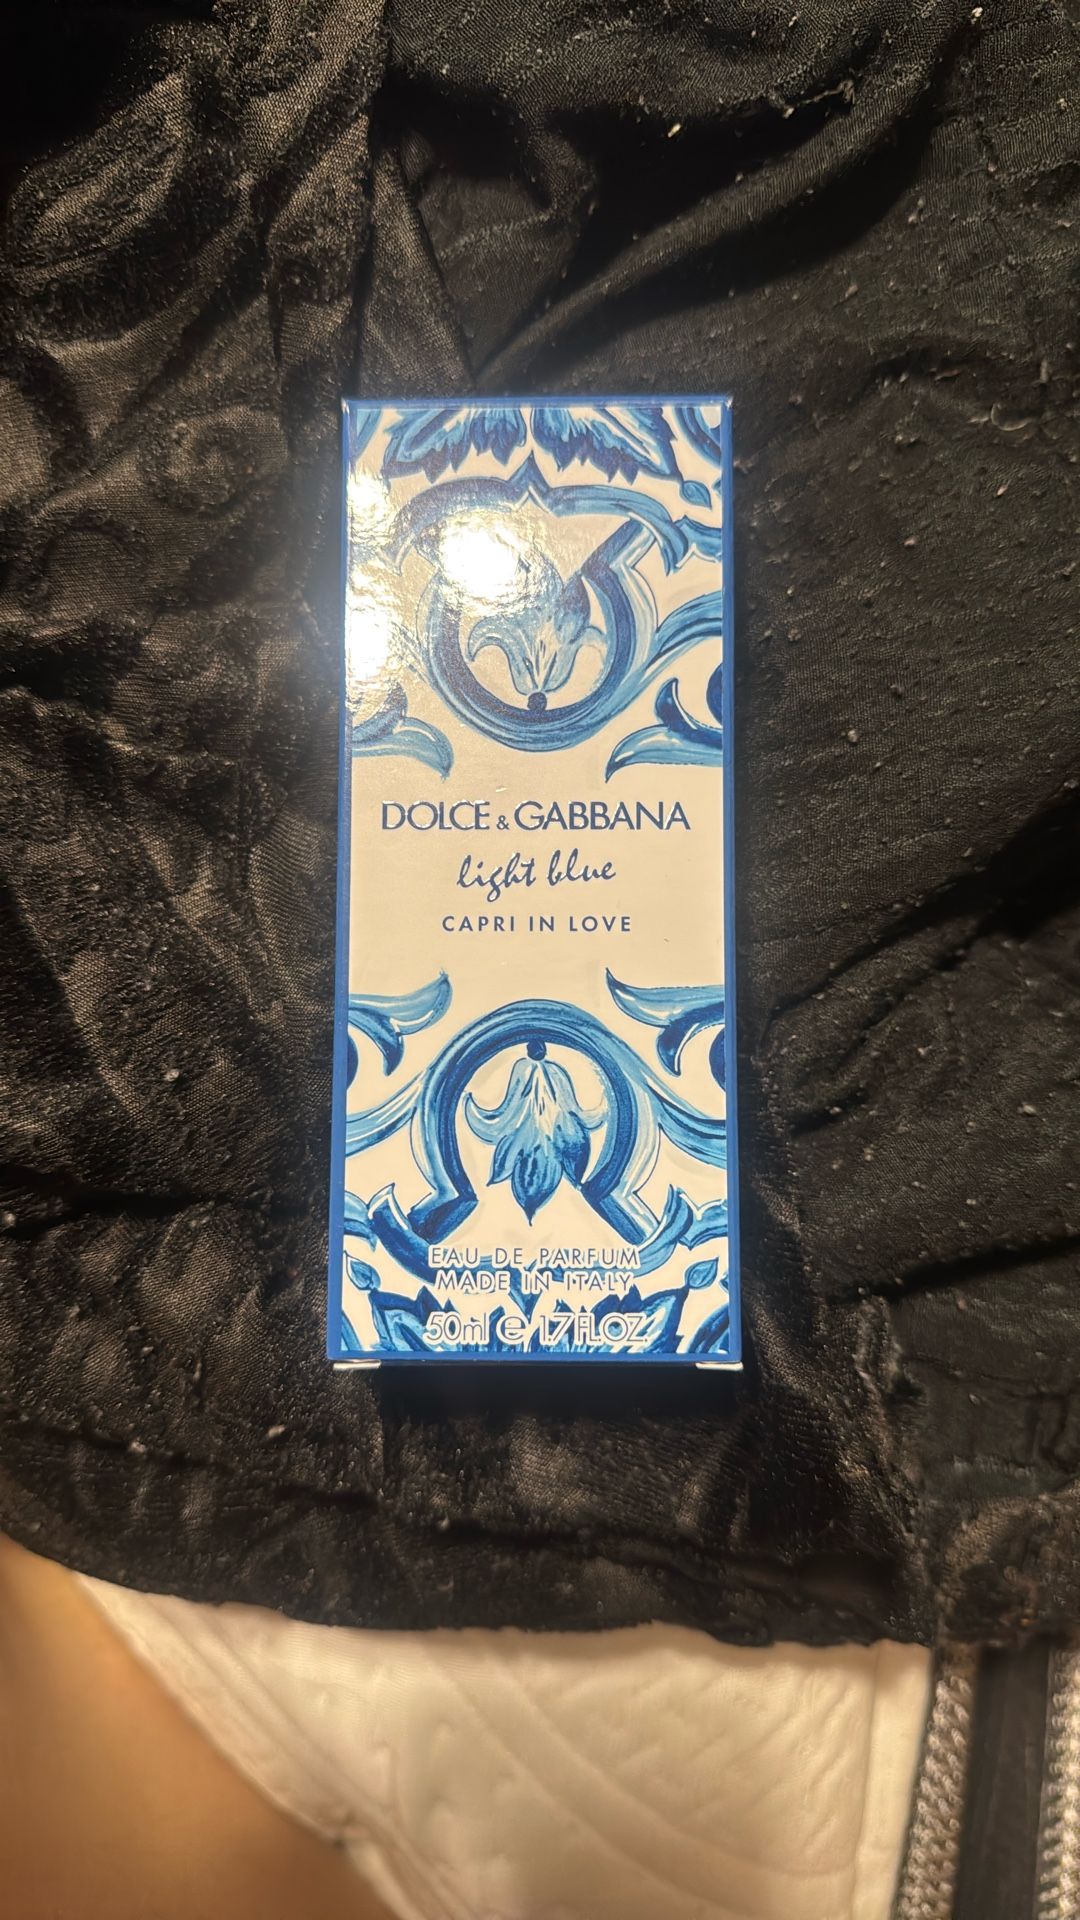 DOLCE & GABBANA
light blue
CAPRI IN LOVE
EAU DE PARFUM
MADE IN ITALY
50ml e 1.7 FL.OZ.